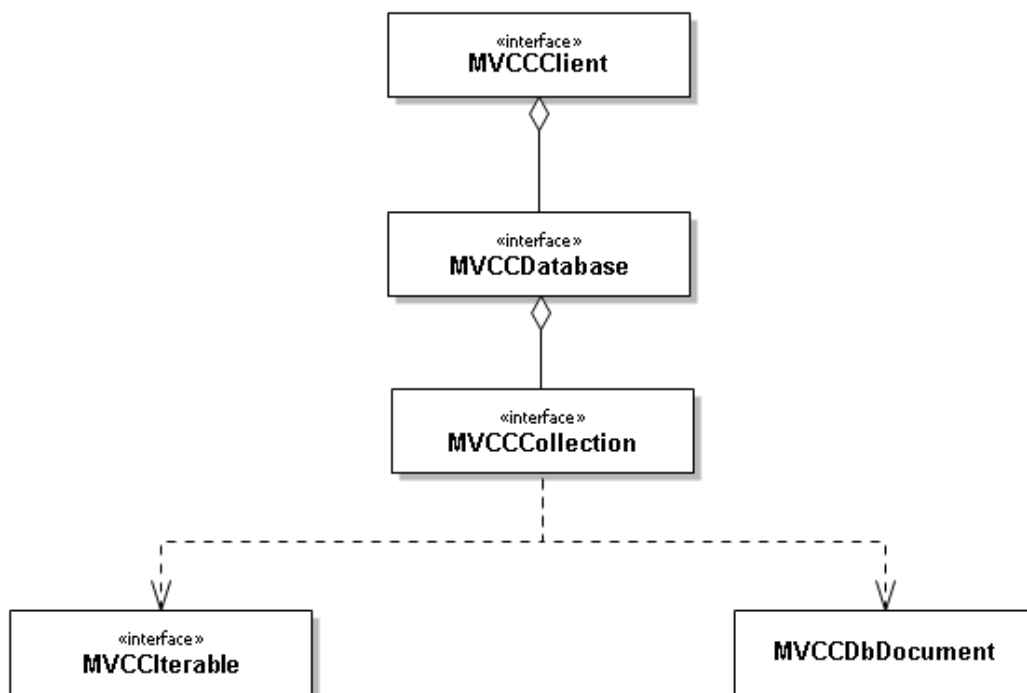 «interface»
MVCCClient
«interface»
MVCCDatabase
«interface»
MVCCCollection
«interface»
MVCCIterable
MVCCDbDocument